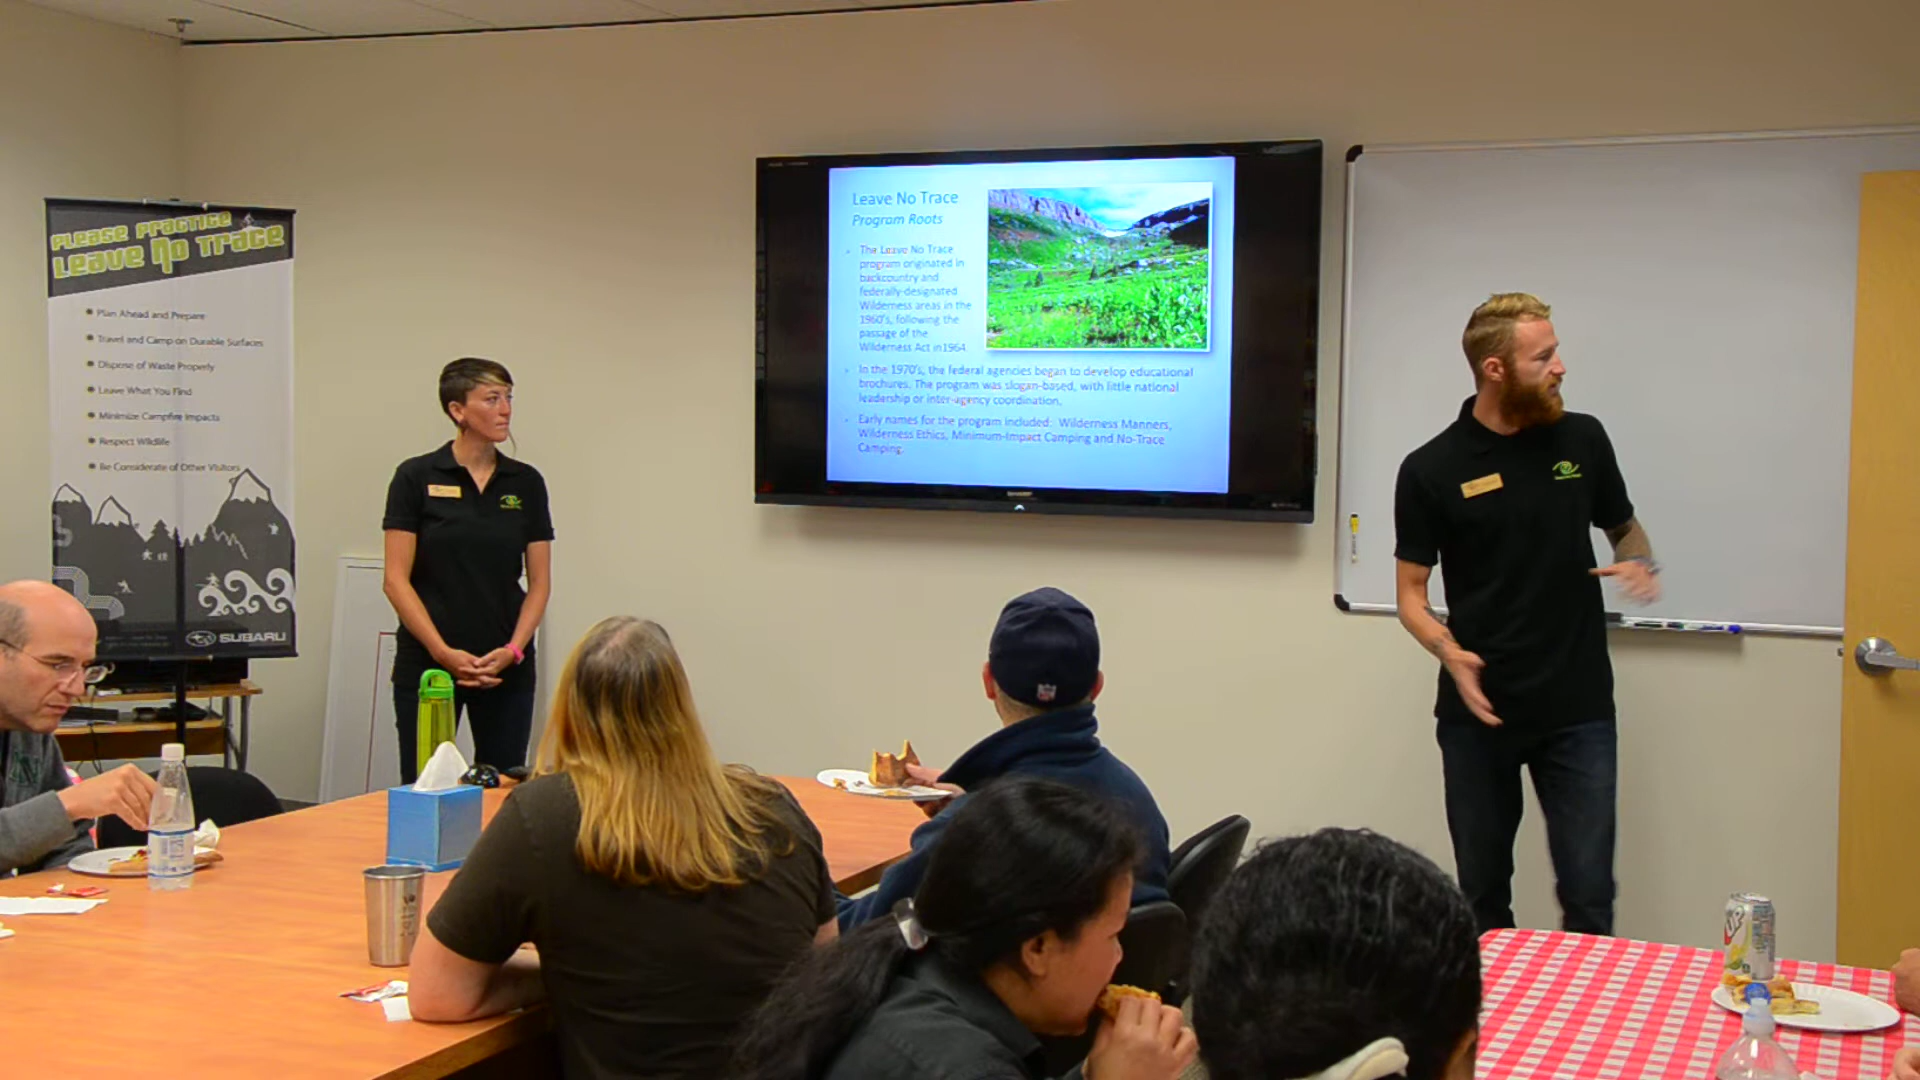 PLEASE PRACTICE
Leave No Trace
Plan Ahead and Prepare
Travel and Camp on Durable Surfaces
Dispose of Waste Properly
Leave What You Find
Minimize Campfire Impacts
Respect Wildlife
Be Considerate of Other Visitors
SUBARU
Leave No Trace
Program Roots
The Leave No Trace
program originated in
backcountry and
federally-designated
Wilderness areas in the
1960's, following the
passage of the
Wilderness Act in 1964.
In the 1970's, the federal agencies began to develop educational
brochures. The program was slogan-based, with little national
leadership or inter-agency coordination.
Early names for the program included: Wilderness Manners,
Wilderness Ethics, Minimum-Impact Camping and No-Trace
Camping.
SHARP
NFL
UP